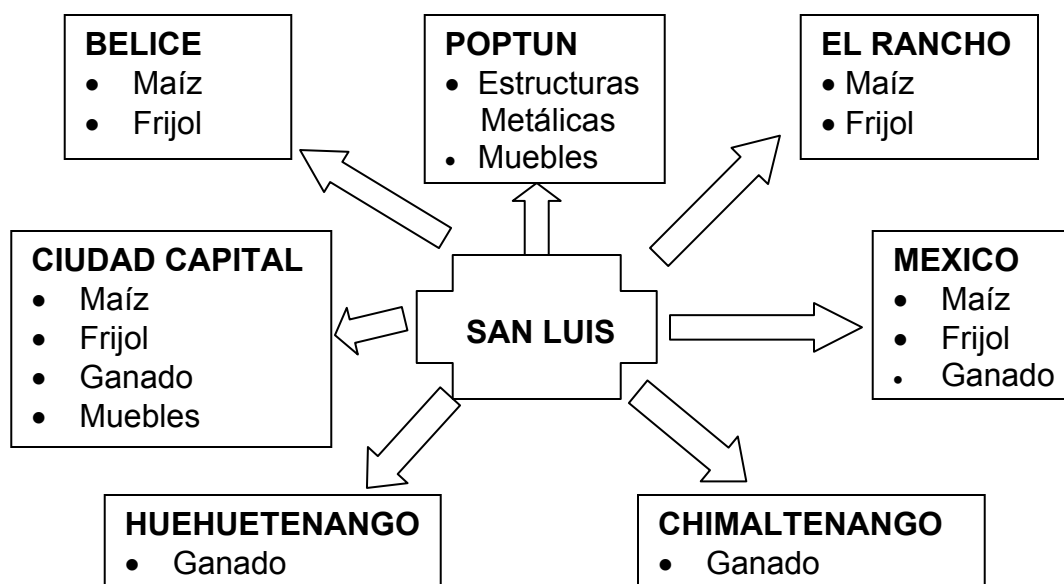 BELICE
• Maíz
• Frijol
POPTUN
• Estructuras
Metálicas
• Muebles
EL RANCHO
• Maíz
• Frijol
CIUDAD CAPITAL
• Maíz
• Frijol
• Ganado
• Muebles
SAN LUIS
MEXICO
• Maíz
• Frijol
• Ganado
HUEHUETENANGO
• Ganado
CHIMALTENANGO
• Ganado